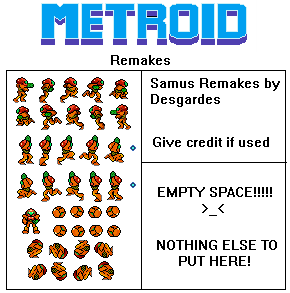 METROID
Remakes
Samus Remakes by
Desgardes
Give credit if used
EMPTY SPACE!!!!!
>_<
NOTHING ELSE TO
PUT HERE!